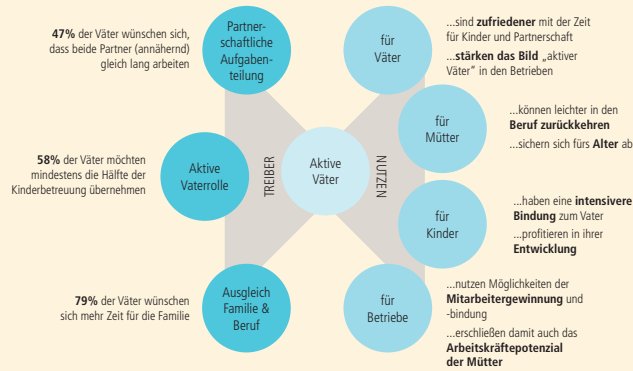 47% der Väter wünschen sich,
dass beide Partner (annähernd)
gleich lang arbeiten
Partner-
schaftliche
Aufgaben-
teilung
58% der Väter möchten
mindestens die Hälfte der
Kinderbetreuung übernehmen
Aktive
Vaterrolle
79% der Väter wünschen
sich mehr Zeit für die Familie
Ausgleich
Familie &
Beruf
TREIBER
Aktive
Väter
NUTZEN
für
Väter
...sind zufriedener mit der Zeit
für Kinder und Partnerschaft
...stärken das Bild „aktiver
Väter" in den Betrieben
für
Mütter
...können leichter in den
Beruf zurückkehren
...sichern sich fürs Alter ab
für
Kinder
...haben eine intensivere
Bindung zum Vater
...profitieren in ihrer
Entwicklung
für
Betriebe
...nutzen Möglichkeiten der
Mitarbeitergewinnung und
-bindung
...erschließen damit auch das
Arbeitskräftepotenzial
der Mütter